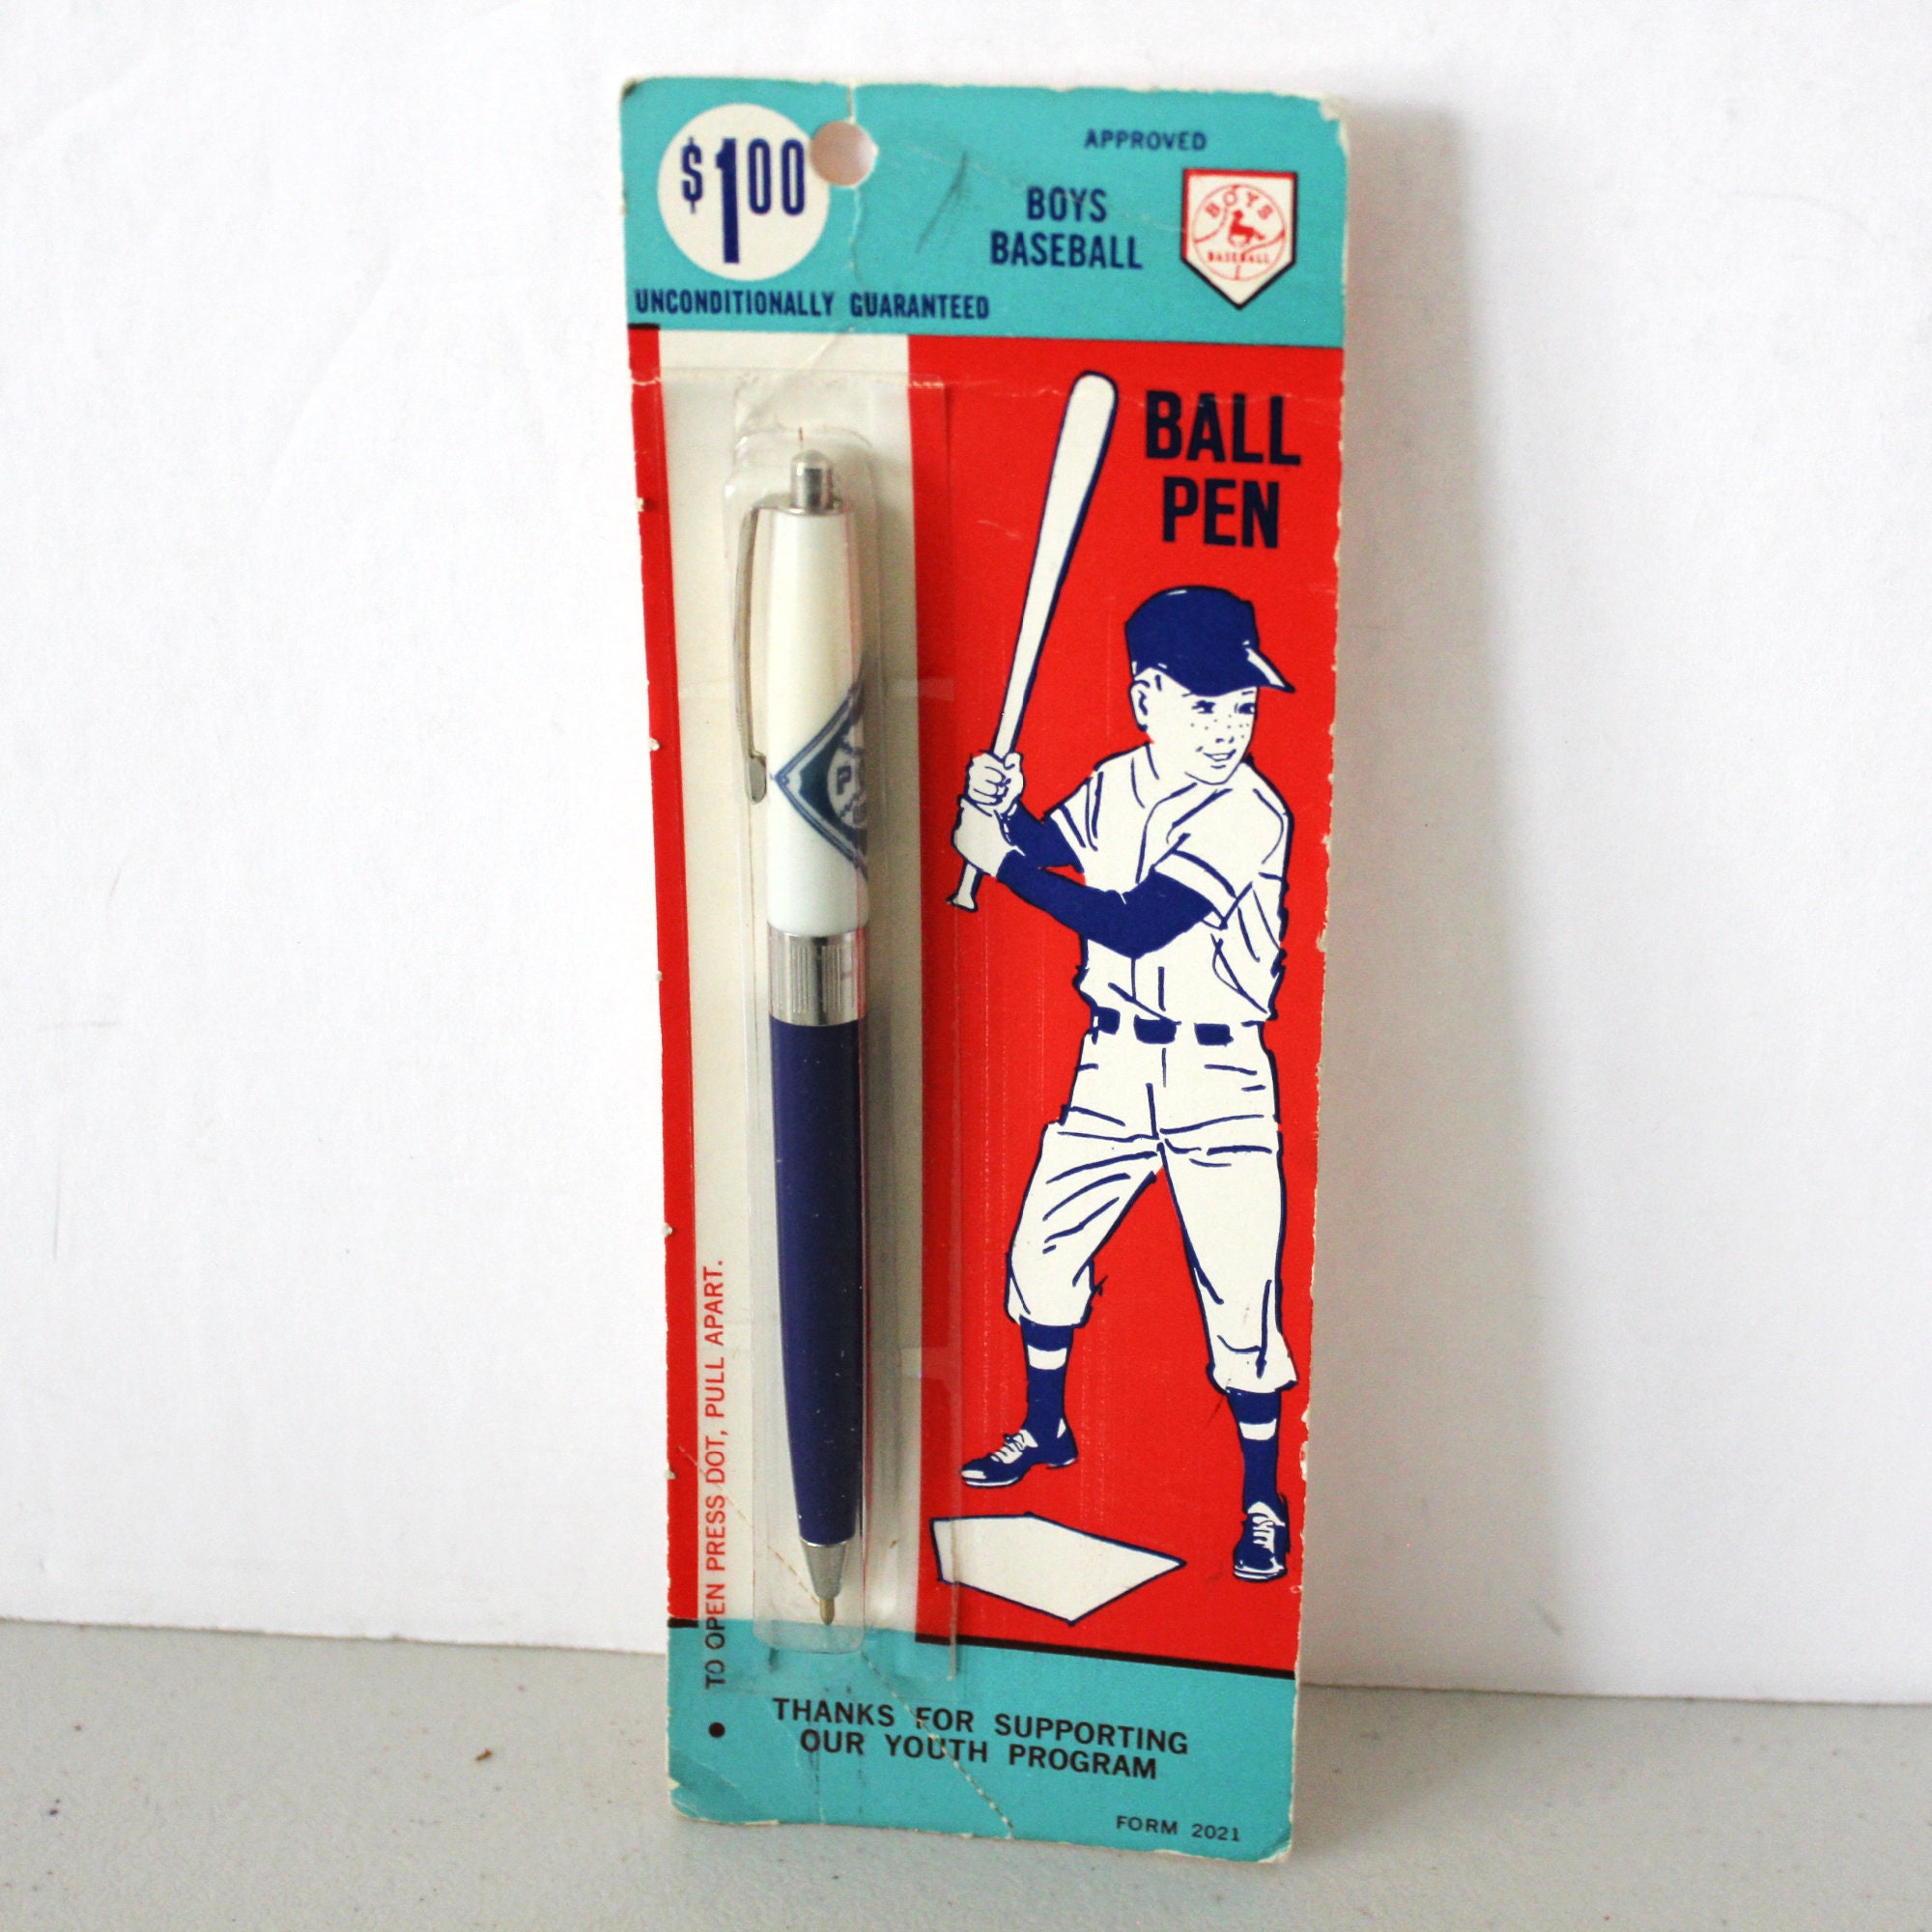 $1.00
APPROVED
BOYS
BASEBALL
BOYS
BASEBALL
UNCONDITIONALLY GUARANTEED
BALL
PEN
TO OPEN PRESS DOT, PULL APART.
THANKS FOR SUPPORTING
OUR YOUTH PROGRAM
FORM 2021